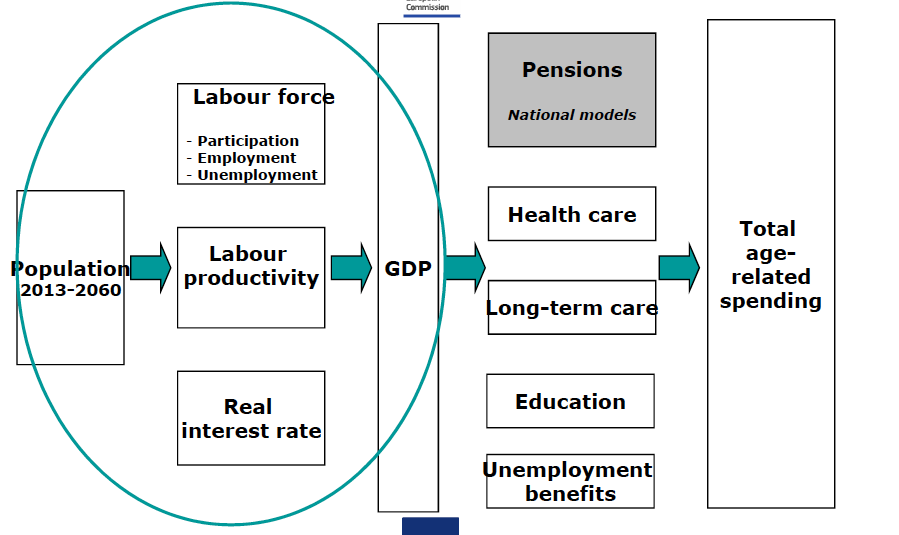 Commission
Population
2013-2060
Labour force
- Participation
- Employment
- Unemployment
Labour
productivity
Real
interest rate
GDP
Pensions
National models
Health care
Long-term care
Education
Unemployment
benefits
Total
age-
related
spending